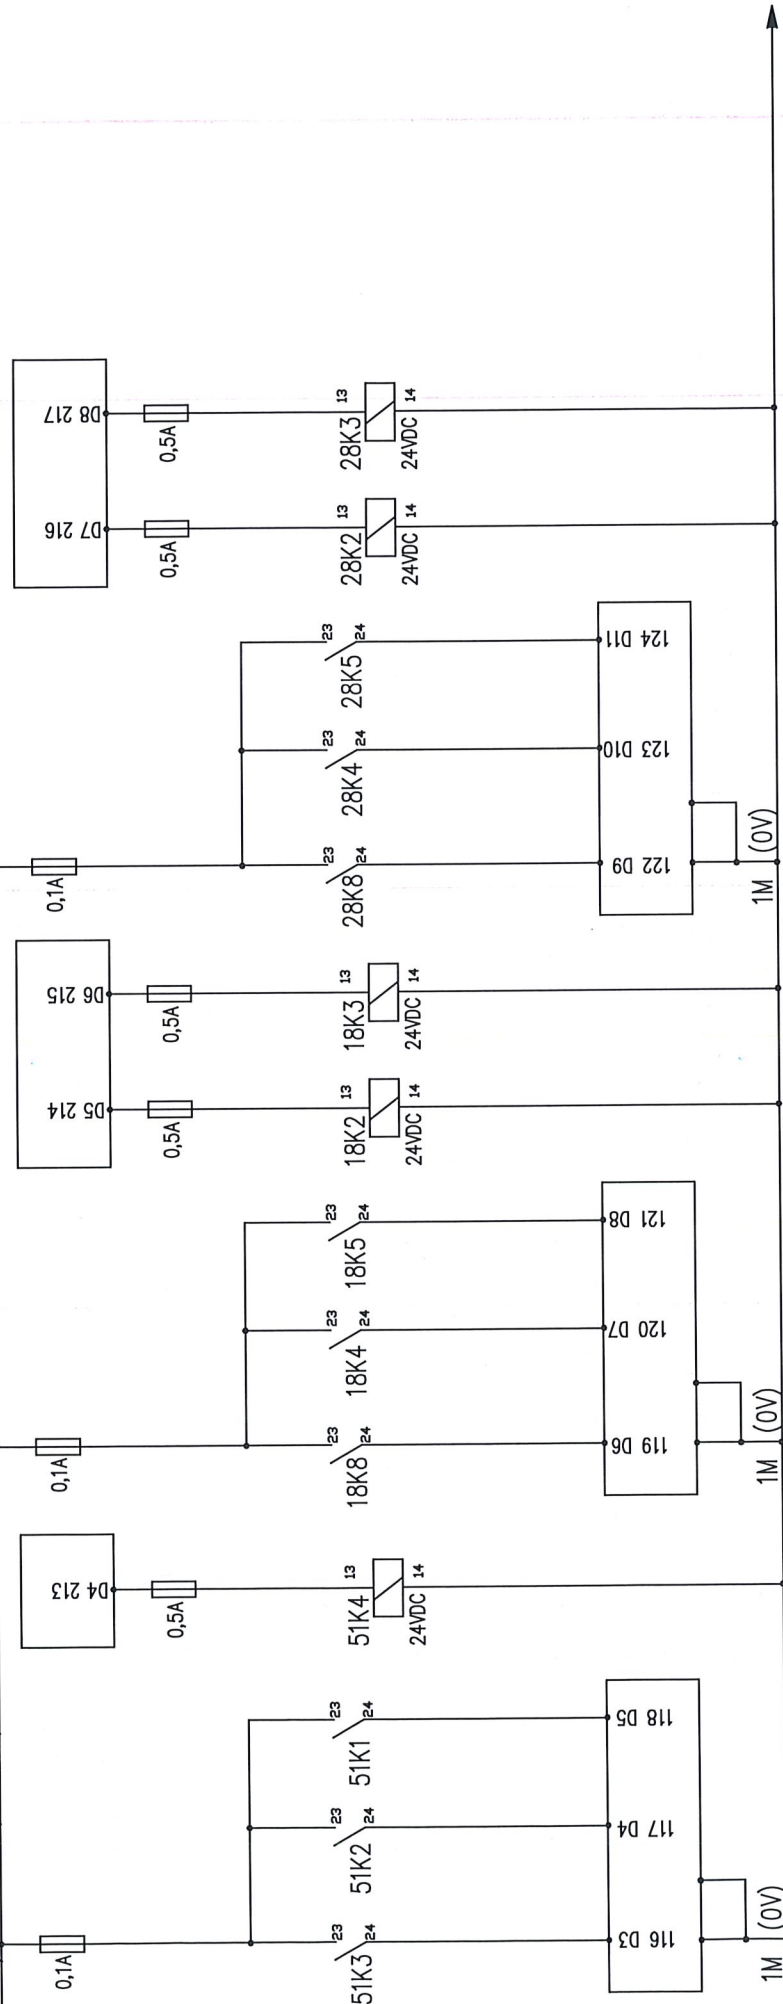 D8 217
0,5A
28K3
13
14
24VDC
D7 216
0,5A
28K2
13
14
24VDC
23
24
28K5
124 D11
23
24
28K4
123 D10
0,1A
23
24
28K8
122 D9
1M (0V)
D6 215
0,5A
18K3
13
14
24VDC
D5 214
0,5A
18K2
13
14
24VDC
23
24
18K5
121 D8
23
24
18K4
120 D7
0,1A
23
24
18K8
119 D6
1M (0V)
D4 213
0,5A
51K4
13
14
24VDC
23
24
51K1
118 D5
23
24
51K2
117 D4
0,1A
23
24
51K3
116 D3
1M (0V)